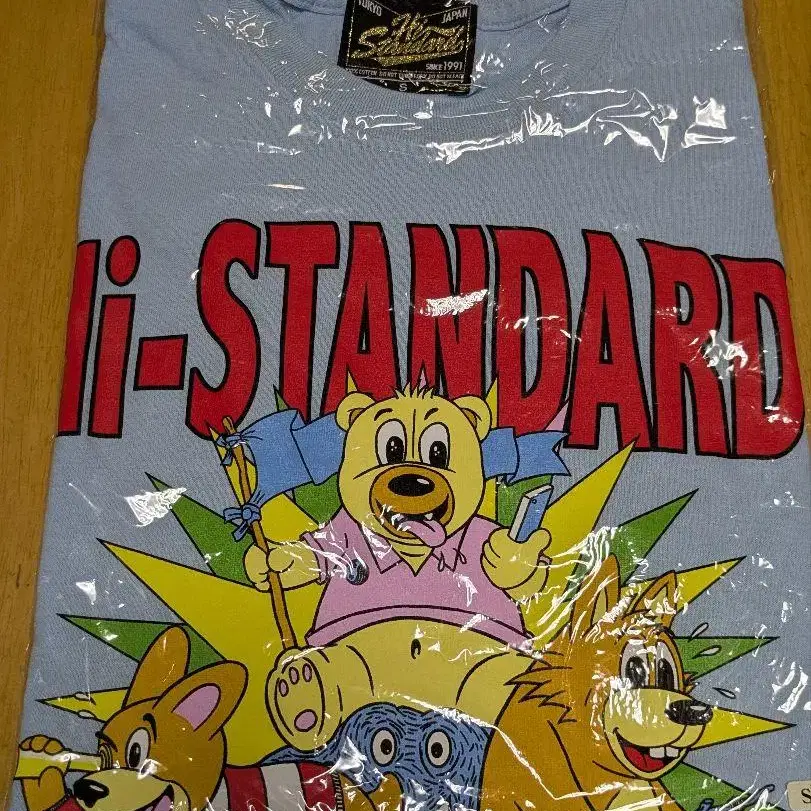 TOKYO JAPAN
Hi-Standard
SINCE 1991
S
Hi-STANDARD